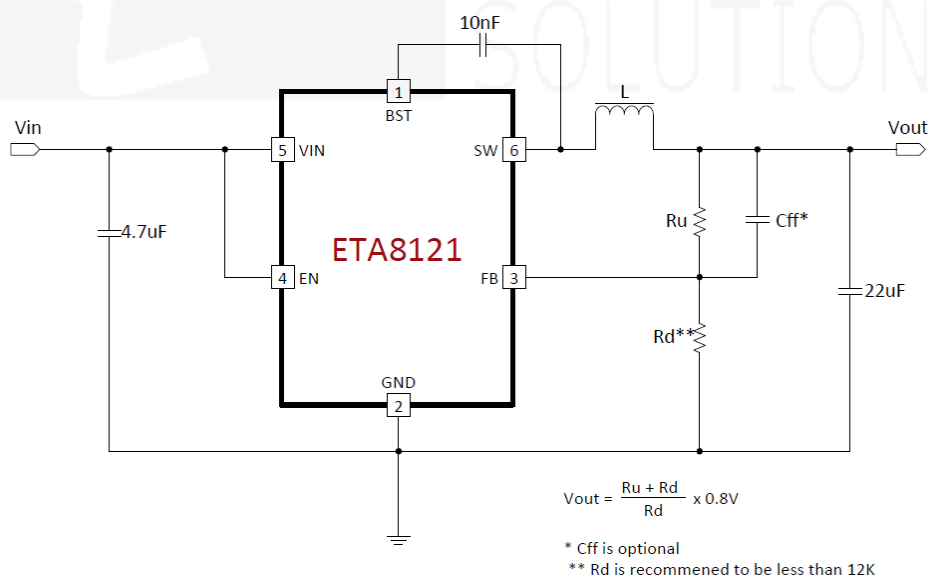 SOLUTION
10nF
1
BST
L
Vin
Vout
5 VIN
SW 6
4.7uF
Ru
Cff*
ETA8121
4 EN
FB 3
22uF
Rd**
GND
2
Vout = Ru + Rd / Rd x 0.8V
* Cff is optional
** Rd is recommened to be less than 12K